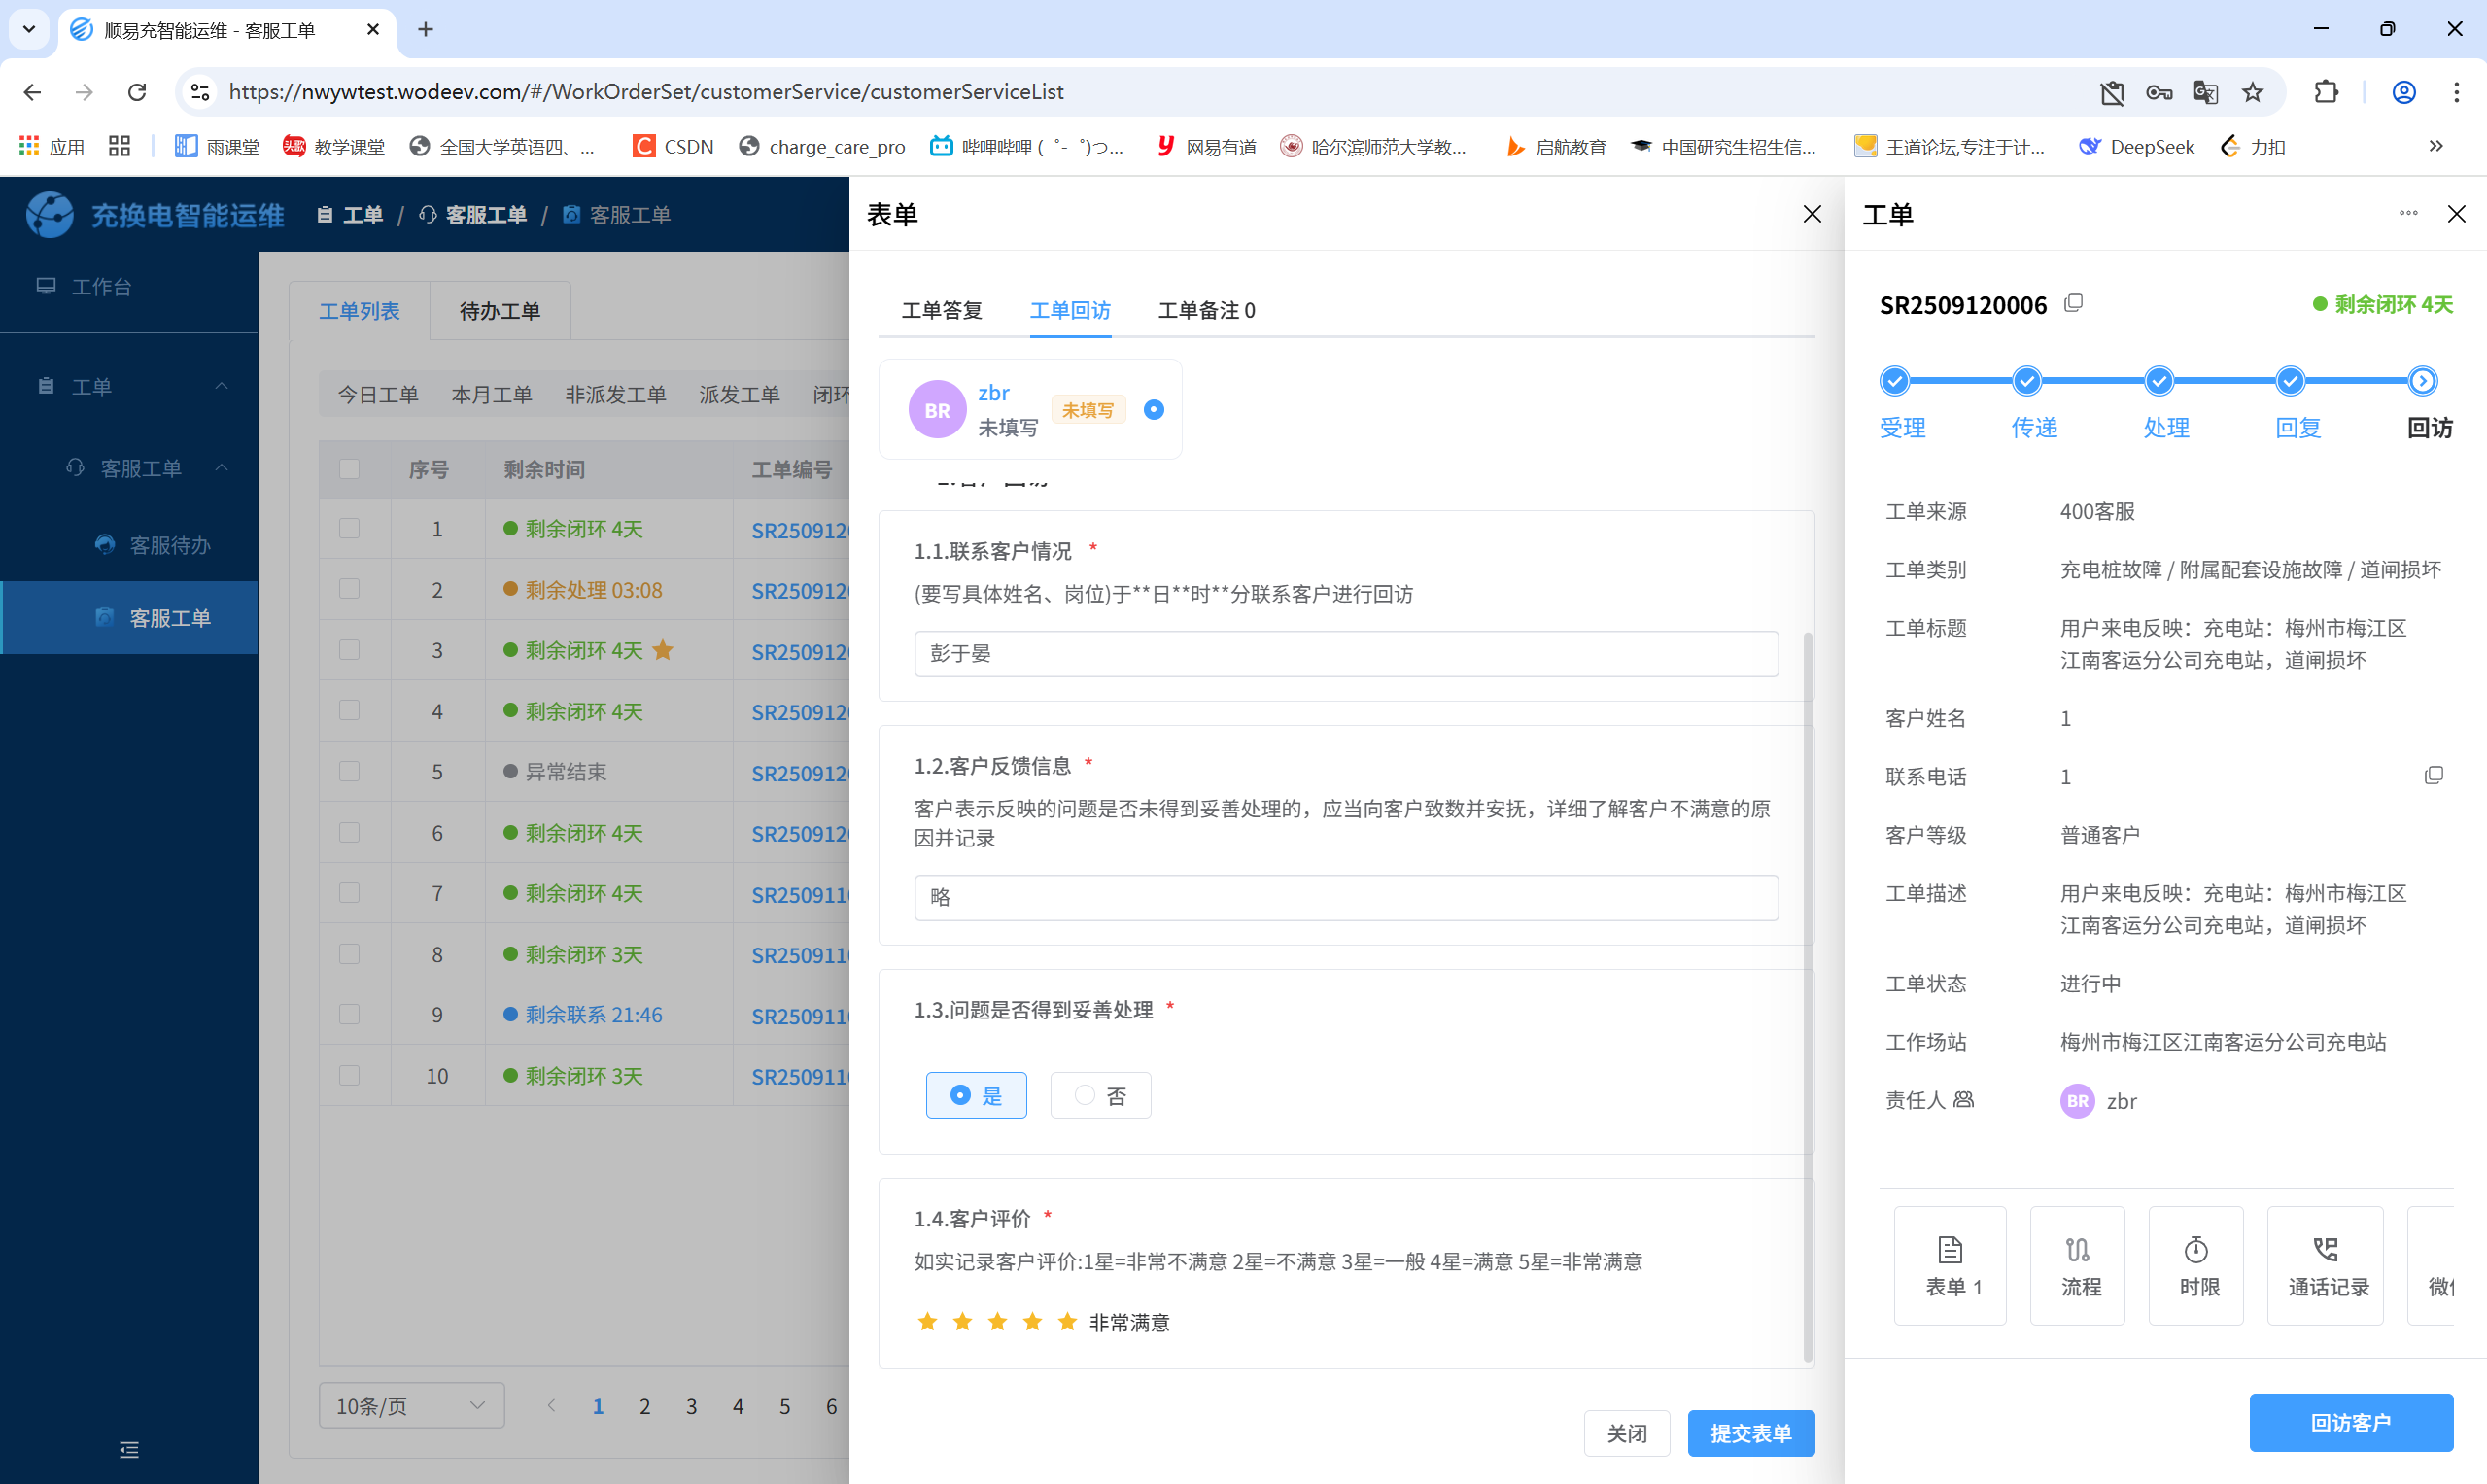 顺易充智能运维 - 客服工单
https://nwywtest.wodeev.com/#/WorkOrderSet/customerService/customerServiceList
应用
雨课堂
教学课堂
全国大学英语四、...
CSDN
charge_care_pro
哔哩哔哩 (゜-゜)つ...
网易有道
哈尔滨师范大学教...
启航教育
中国研究生招生信...
王道论坛,专注于计...
DeepSeek
力扣
充换电智能运维
工单 / 客服工单 / 客服工单
工作台
工单
客服工单
客服待办
客服工单
工单列表
待办工单
今日工单 本月工单 非派发工单 派发工单 闭环
序号 剩余时间 工单编号
1 剩余闭环 4天 SR2509120
2 剩余处理 03:08 SR2509120
3 剩余闭环 4天 SR2509120
4 剩余闭环 4天 SR2509120
5 异常结束 SR2509120
6 剩余闭环 4天 SR2509120
7 剩余闭环 4天 SR2509110
8 剩余闭环 3天 SR2509110
9 剩余联系 21:46 SR2509110
10 剩余闭环 3天 SR2509110
10条/页
1 2 3 4 5 6
表单
工单答复
工单回访
工单备注 0
BR
zbr
未填写
未填写
1.1.联系客户情况 *
(要写具体姓名、岗位)于**日**时**分联系客户进行回访
彭于晏
1.2.客户反馈信息 *
客户表示反映的问题是否未得到妥善处理的，应当向客户致数并安抚，详细了解客户不满意的原
因并记录
略
1.3.问题是否得到妥善处理 *
是
否
1.4.客户评价 *
如实记录客户评价:1星=非常不满意 2星=不满意 3星=一般 4星=满意 5星=非常满意
非常满意
关闭
提交表单
工单
SR2509120006
剩余闭环 4天
受理
传递
处理
回复
回访
工单来源 400客服
工单类别 充电桩故障 / 附属配套设施故障 / 道闸损坏
工单标题 用户来电反映：充电站：梅州市梅江区
江南客运分公司充电站，道闸损坏
客户姓名 1
联系电话 1
客户等级 普通客户
工单描述 用户来电反映：充电站：梅州市梅江区
江南客运分公司充电站，道闸损坏
工单状态 进行中
工作场站 梅州市梅江区江南客运分公司充电站
责任人 BR zbr
表单 1
流程
时限
通话记录
回访客户